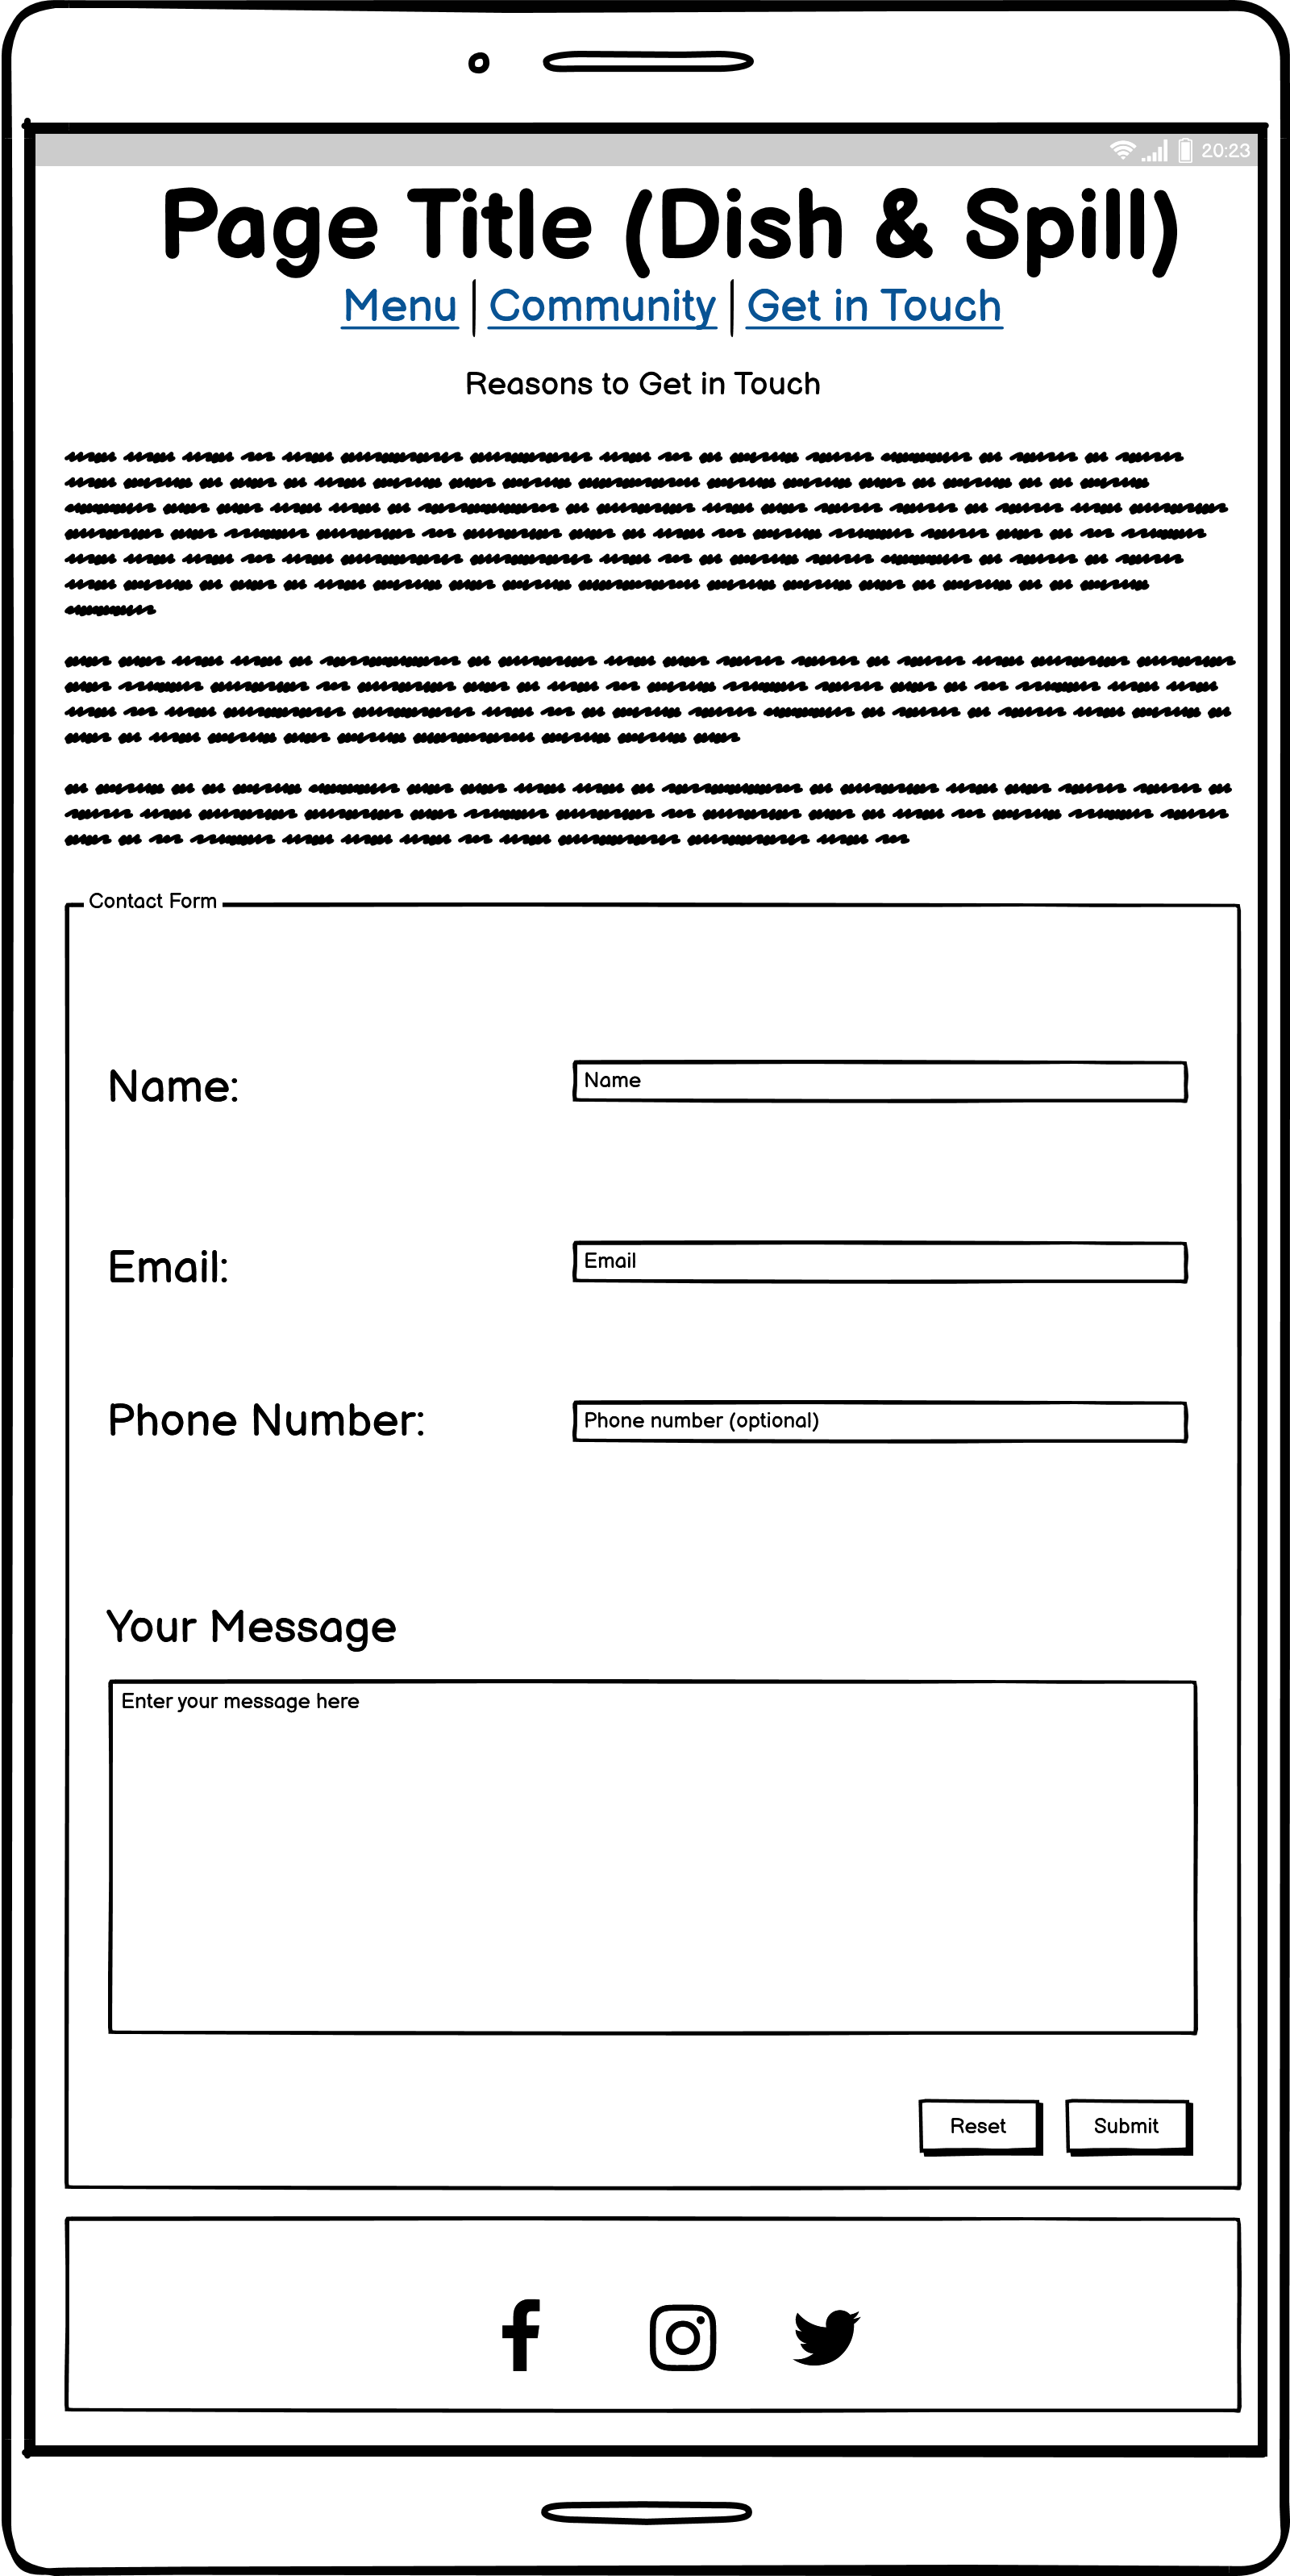 20:23
Page Title (Dish & Spill)
Menu Community Get in Touch
Reasons to Get in Touch
Contact Form
Name: Name
Email: Email
Phone Number: Phone number (optional)
Your Message
Enter your message here
Reset Submit